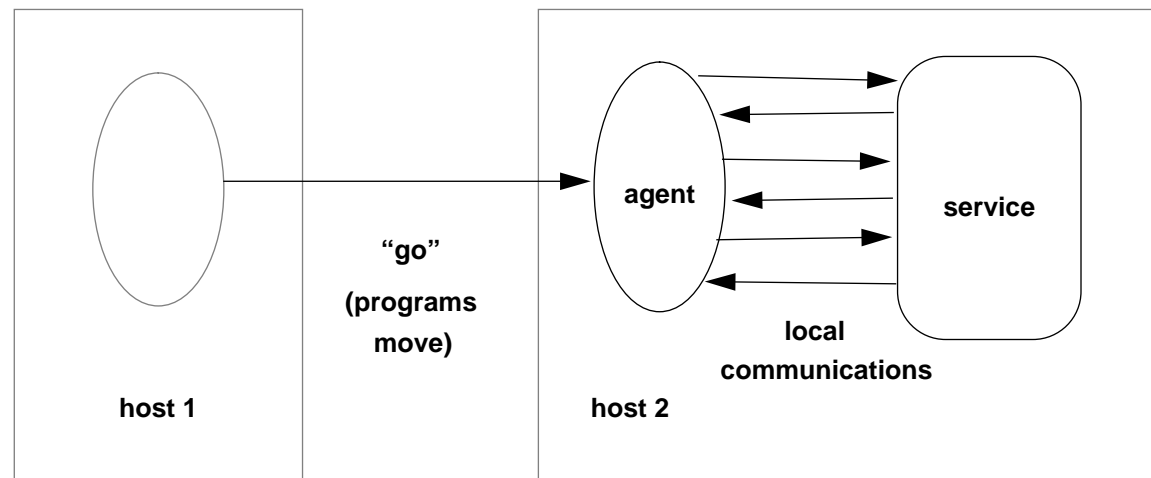 agent
service
“go”
(programs
move)
local
communications
host 1
host 2